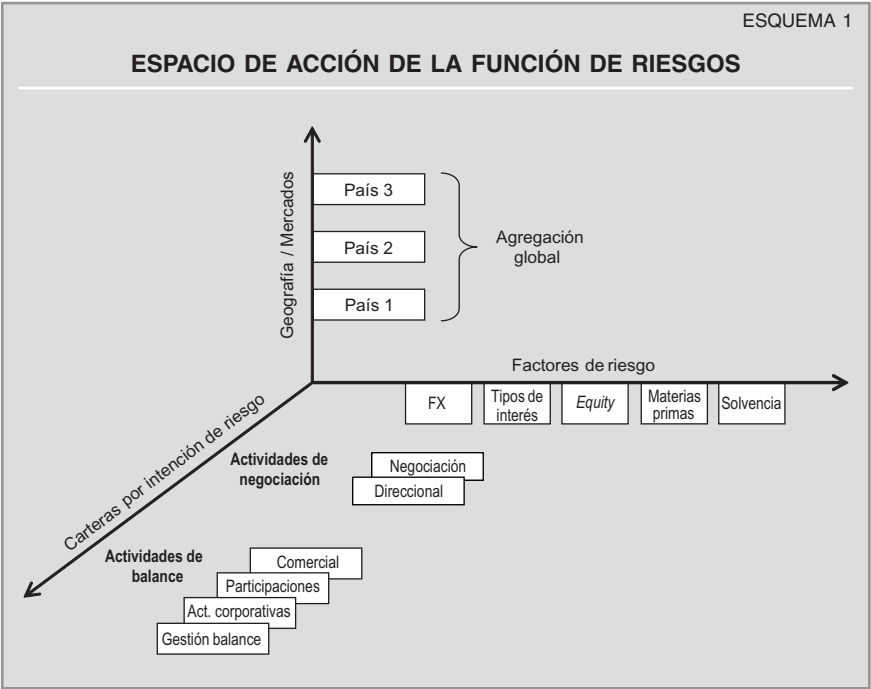 ESQUEMA 1
ESPACIO DE ACCIÓN DE LA FUNCIÓN DE RIESGOS
Geografía / Mercados
País 3
País 2
País 1
Agregación
global
Factores de riesgo
FX
Tipos de
interés
Equity
Materias
primas
Solvencia
Carteras por intención de riesgo
Actividades de
negociación
Negociación
Direccional
Actividades de
balance
Comercial
Participaciones
Act. corporativas
Gestión balance